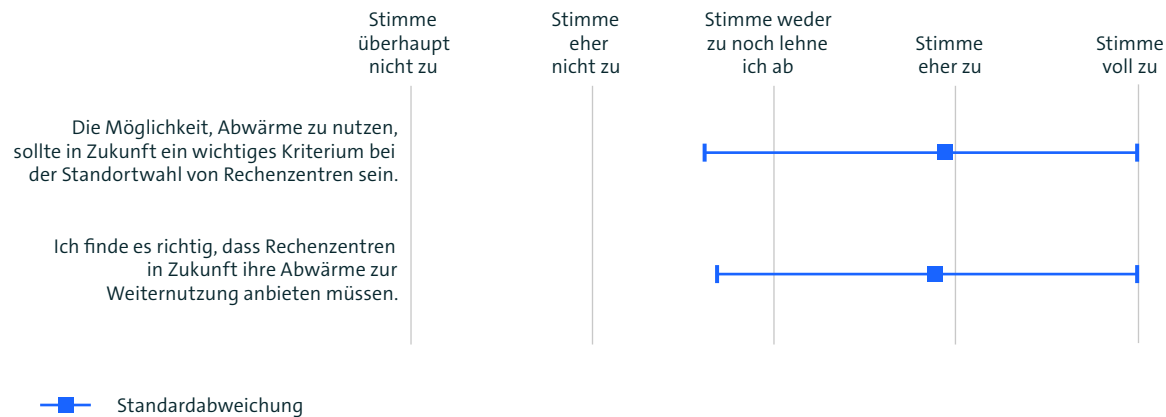 Stimme
überhaupt
nicht zu
Stimme
eher
nicht zu
Stimme weder
zu noch lehne
ich ab
Stimme
eher zu
Stimme
voll zu
Die Möglichkeit, Abwärme zu nutzen,
sollte in Zukunft ein wichtiges Kriterium bei
der Standortwahl von Rechenzentren sein.
Ich finde es richtig, dass Rechenzentren
in Zukunft ihre Abwärme zur
Weiternutzung anbieten müssen.
Standardabweichung